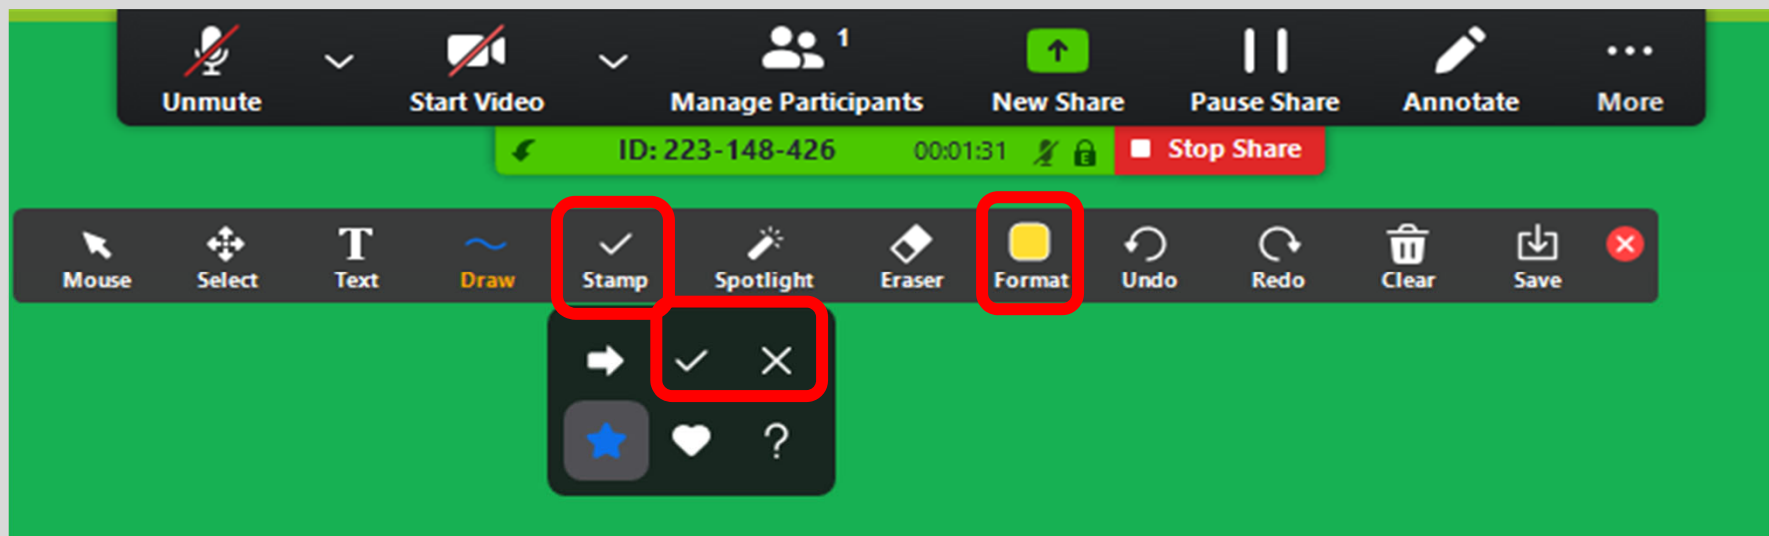 1
Unmute Start Video Manage Participants New Share Pause Share Annotate More
ID: 223-148-426 00:01:31 Stop Share
T
Mouse Select Text Draw Stamp Spotlight Eraser Format Undo Redo Clear Save
?